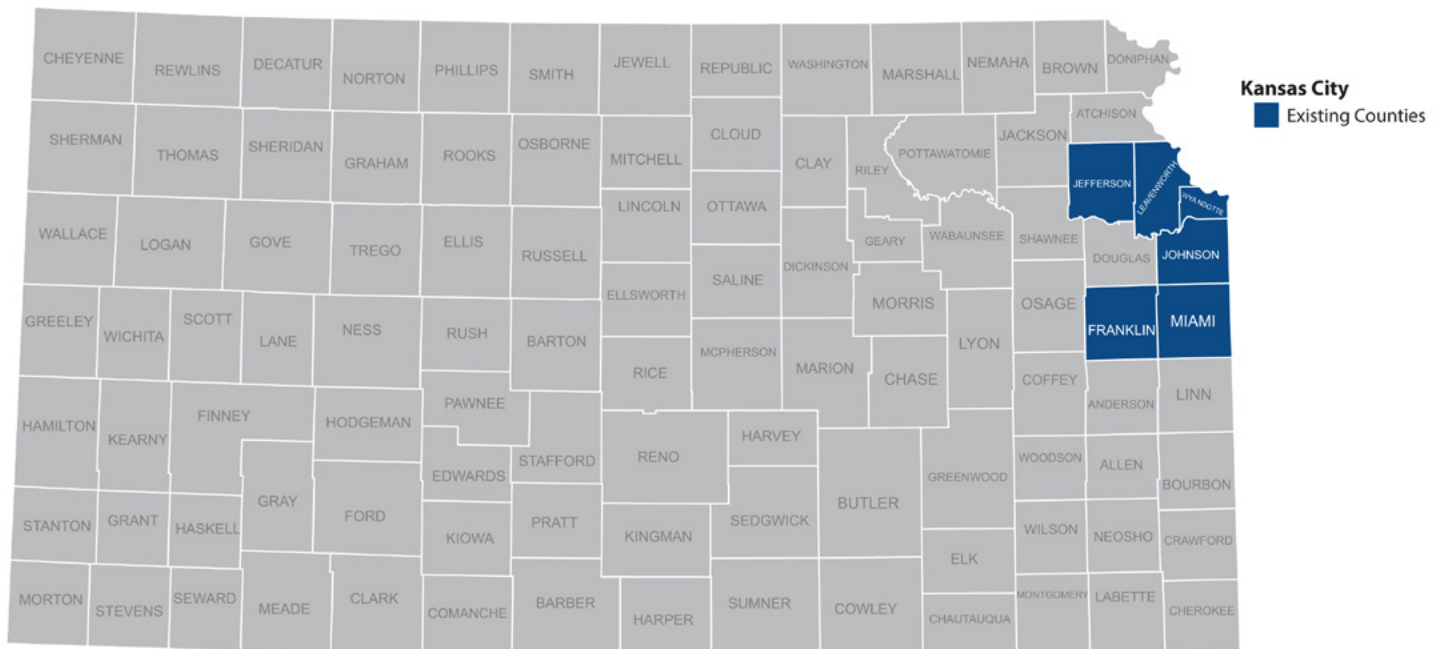 CHEYENNE
REWLINS
DECATUR
NORTON
PHILLIPS
SMITH
JEWELL
REPUBLIC
WASHINGTON
MARSHALL
NEMAHA
BROWN
DONIPHAN
Kansas City
Existing Counties
SHERMAN
THOMAS
SHERIDAN
GRAHAM
ROOKS
OSBORNE
MITCHELL
CLOUD
CLAY
RILEY
POTTAWATOMIE
JACKSON
ATCHISON
JEFFERSON
LEAVENWORTH
WYANDOTTE
WALLACE
LOGAN
GOVE
TREGO
ELLIS
RUSSELL
LINCOLN
OTTAWA
SALINE
DICKINSON
GEARY
WABAUNSEE
SHAWNEE
DOUGLAS
JOHNSON
GREELEY
WICHITA
SCOTT
LANE
NESS
RUSH
BARTON
ELLSWORTH
RICE
MCPHERSON
MARION
MORRIS
CHASE
LYON
OSAGE
COFFEY
FRANKLIN
MIAMI
ANDERSON
LINN
HAMILTON
KEARNY
FINNEY
HODGEMAN
PAWNEE
EDWARDS
STAFFORD
RENO
HARVEY
BUTLER
GREENWOOD
WOODSON
ALLEN
BOURBON
STANTON
GRANT
HASKELL
GRAY
FORD
KIOWA
PRATT
KINGMAN
SEDGWICK
ELK
WILSON
NEOSHO
CRAWFORD
MORTON
STEVENS
SEWARD
MEADE
CLARK
COMANCHE
BARBER
HARPER
SUMNER
COWLEY
CHAUTAUQUA
MONTGOMERY
LABETTE
CHEROKEE